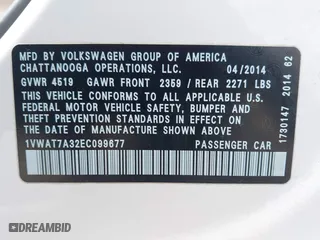 MFD. BY VOLKSWAGEN GROUP OF AMERICA
CHATTANOOGA OPERATIONS, LLC. 04/2014
GVWR 4519 GAWR FRONT 2359 / REAR 2271 LBS
THIS VEHICLE CONFORMS TO ALL APPLICABLE U.S.
FEDERAL MOTOR VEHICLE SAFETY, BUMPER AND
THEFT PREVENTION STANDARDS IN EFFECT ON THE
DATE OF MANUFACTURE SHOWN ABOVE.
1VWAT7A32EC099677 PASSENGER CAR
1730147 2014 62
DEALER.AUCTION